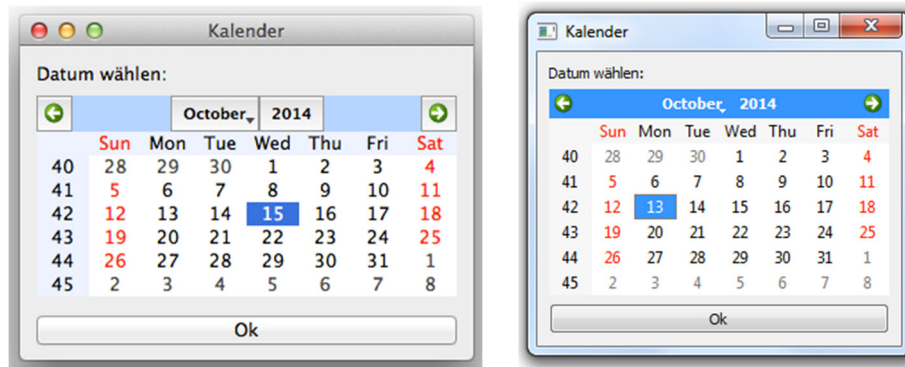 Kalender
Datum wählen:
October 2014
Sun Mon Tue Wed Thu Fri Sat
40 28 29 30 1 2 3 4
41 5 6 7 8 9 10 11
42 12 13 14 15 16 17 18
43 19 20 21 22 23 24 25
44 26 27 28 29 30 31 1
45 2 3 4 5 6 7 8
Ok
Kalender
Datum wählen:
October 2014
Sun Mon Tue Wed Thu Fri Sat
40 28 29 30 1 2 3 4
41 5 6 7 8 9 10 11
42 12 13 14 15 16 17 18
43 19 20 21 22 23 24 25
44 26 27 28 29 30 31 1
45 2 3 4 5 6 7 8
Ok